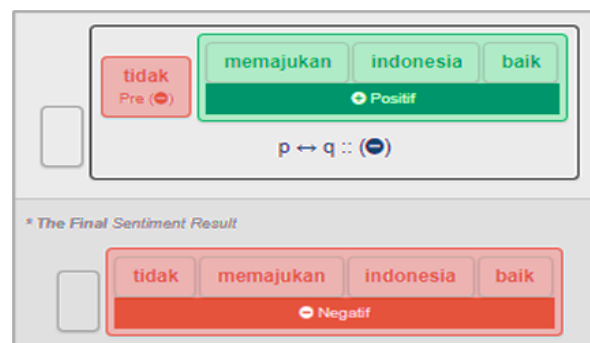 tidak memajukan indonesia baik
Pre (−) + Positif
p ↔ q :: (−)
* The Final Sentiment Result
tidak memajukan indonesia baik
− Negatif